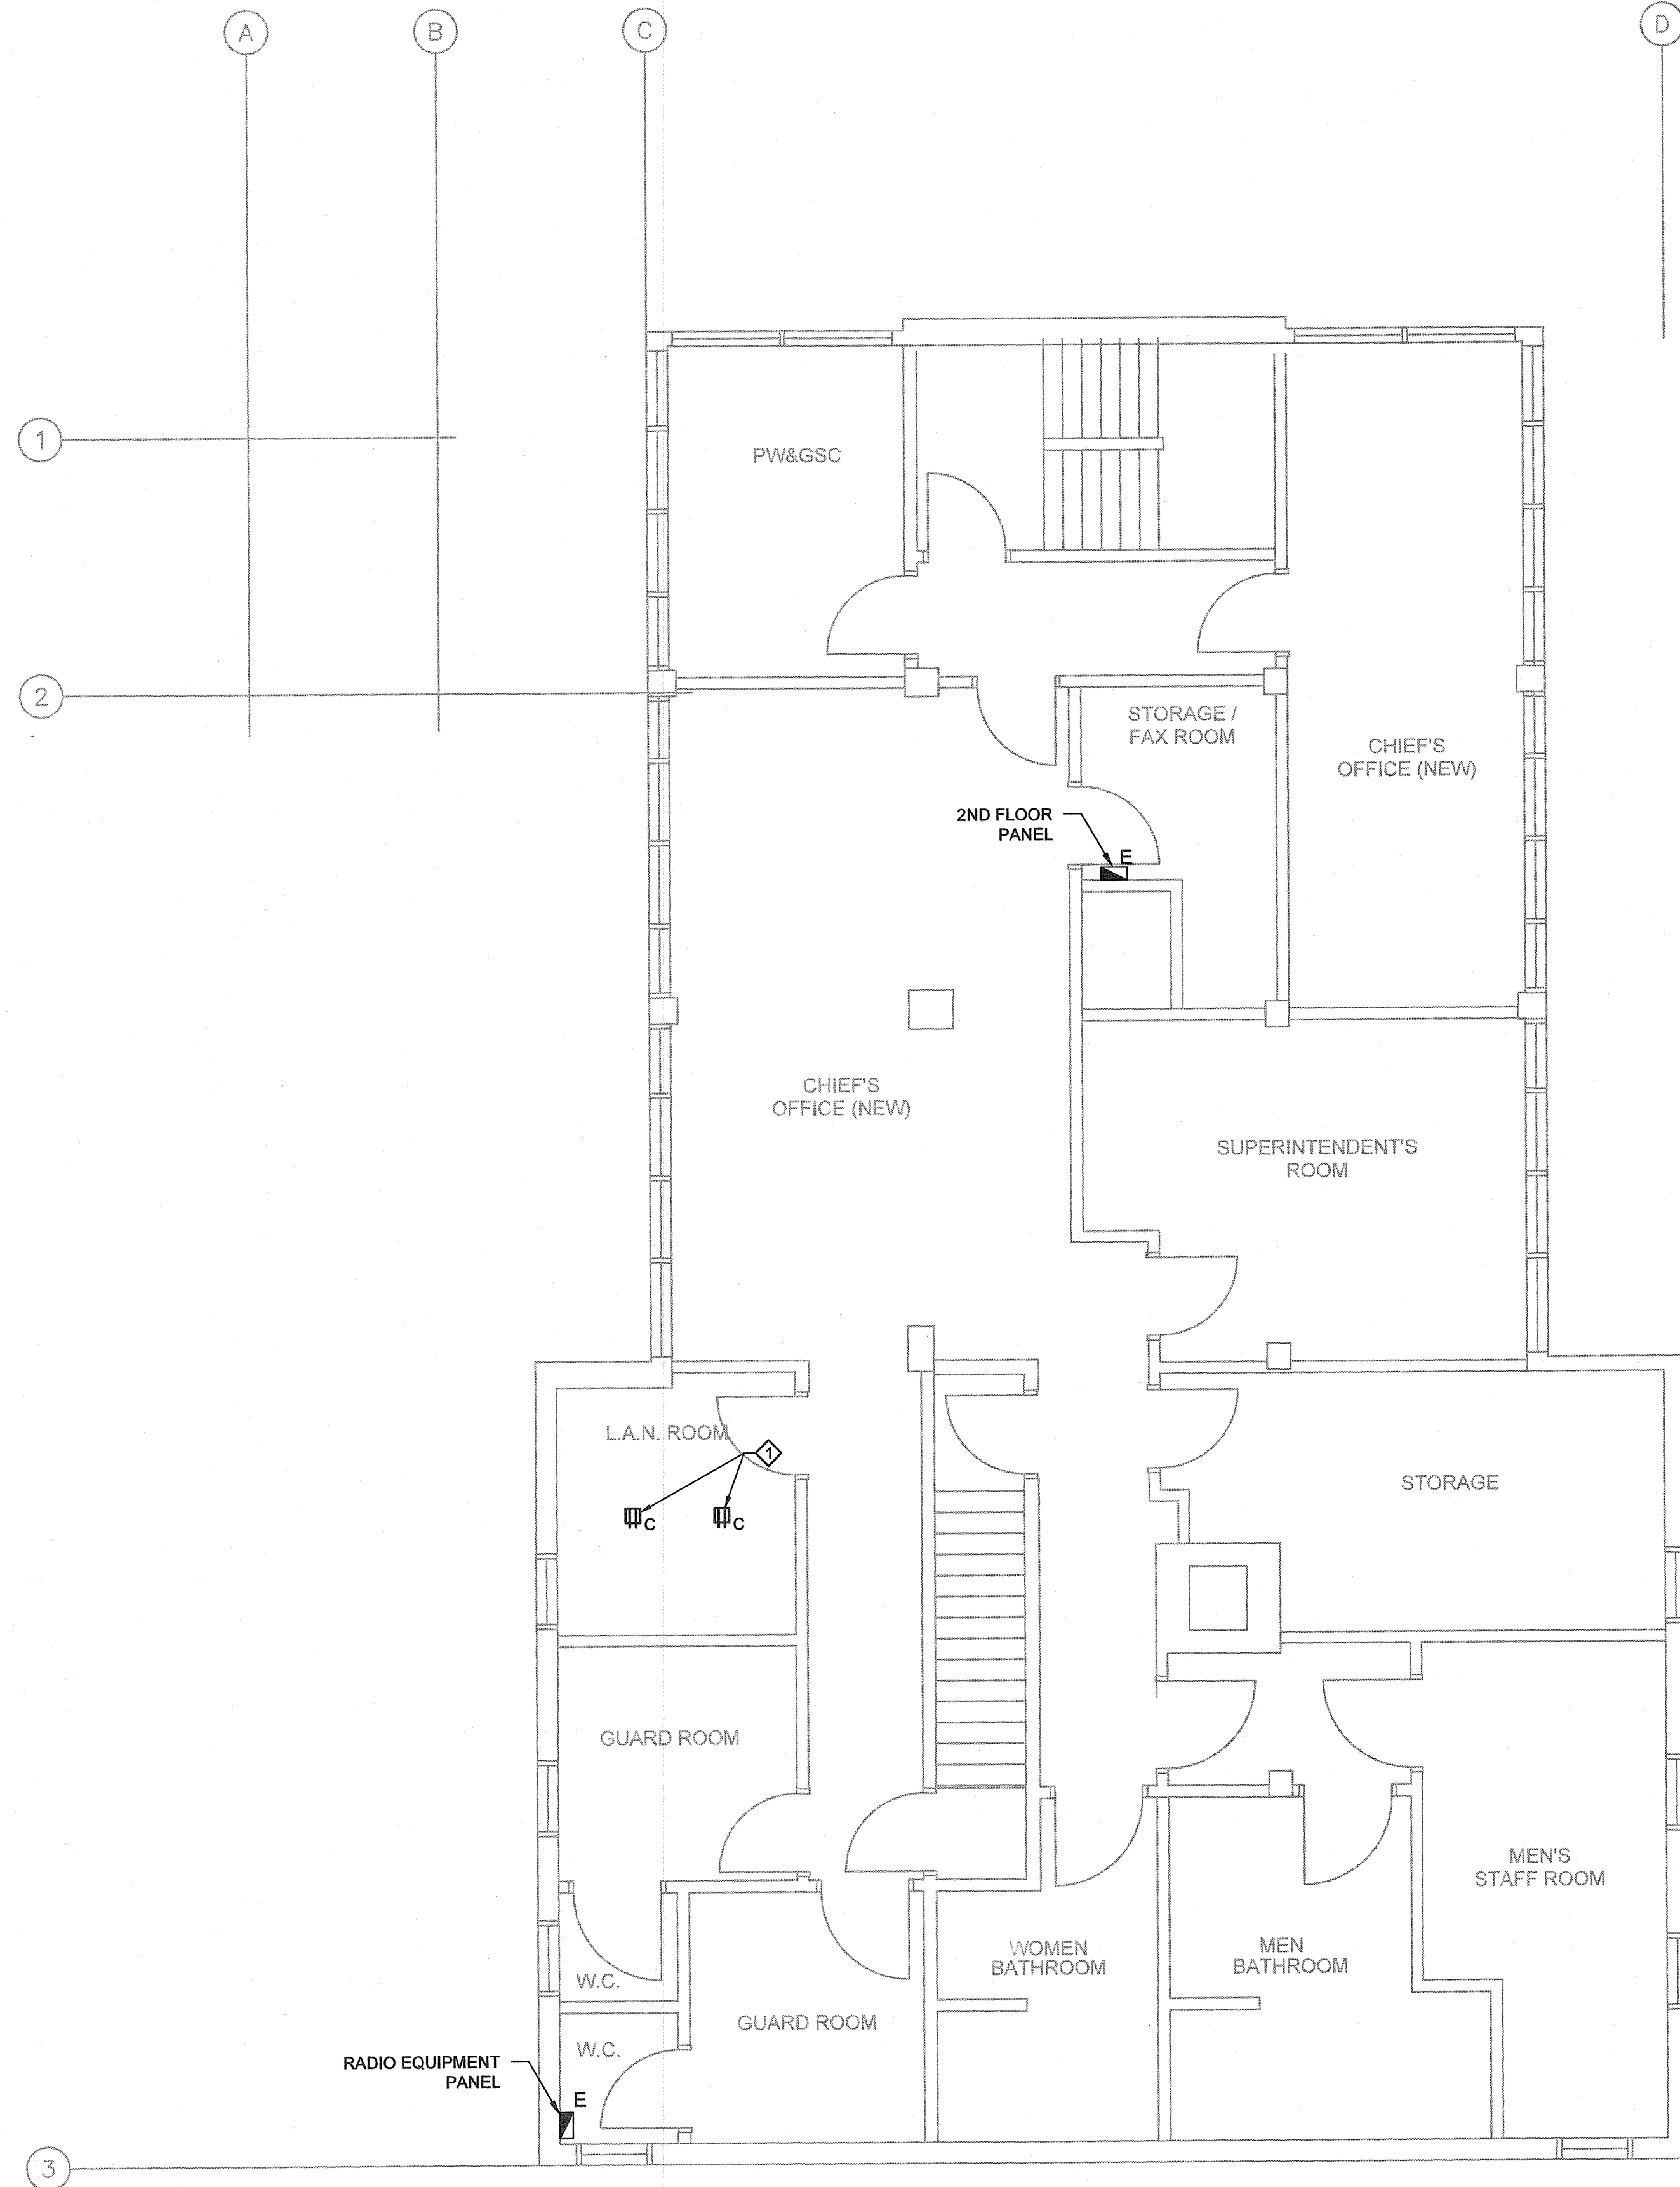 A
B
C
D
1
PW&GSC
2
STORAGE /
FAX ROOM
CHIEF'S
OFFICE (NEW)
2ND FLOOR
PANEL
E
CHIEF'S
OFFICE (NEW)
SUPERINTENDENT'S
ROOM
L.A.N. ROOM
1
C
C
STORAGE
GUARD ROOM
MEN'S
STAFF ROOM
WOMEN
BATHROOM
MEN
BATHROOM
W.C.
GUARD ROOM
W.C.
RADIO EQUIPMENT
PANEL
E
3